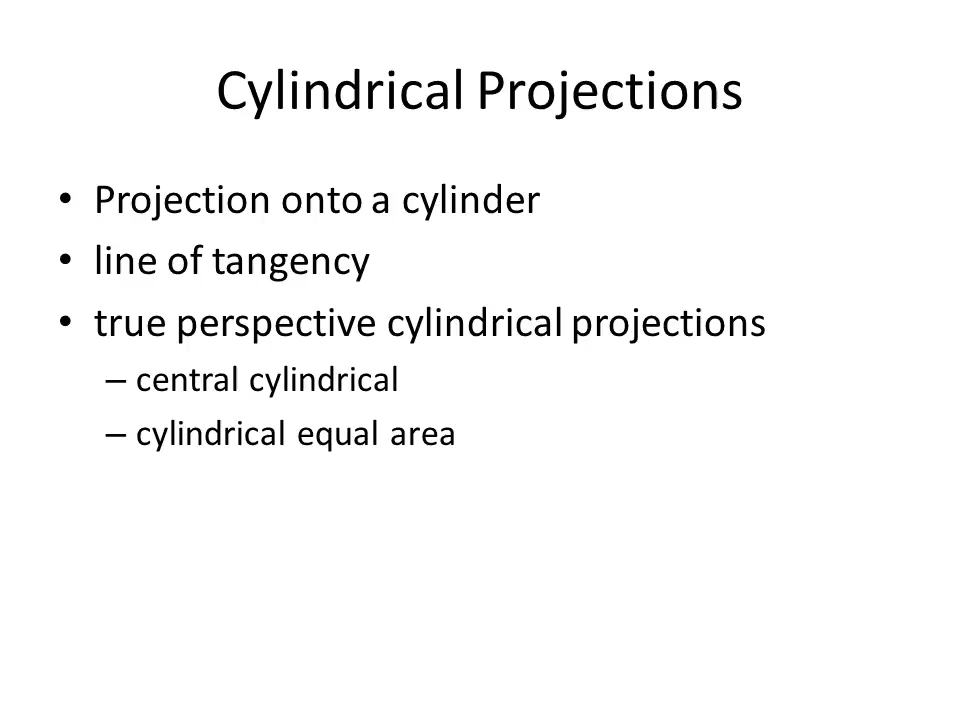 Cylindrical Projections
• Projection onto a cylinder
• line of tangency
• true perspective cylindrical projections
– central cylindrical
– cylindrical equal area